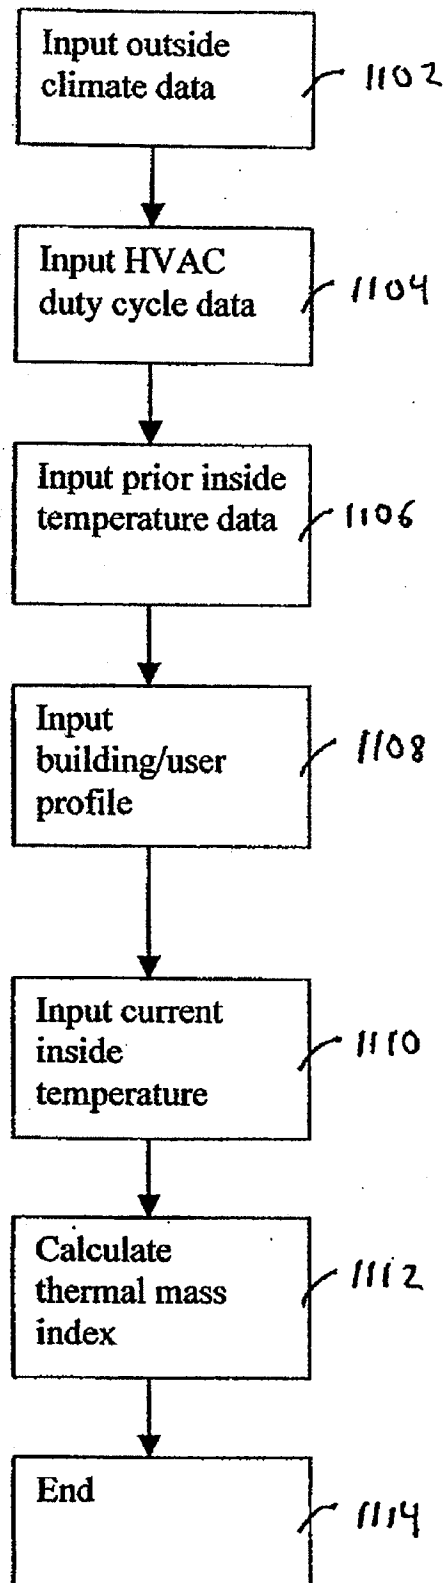 Input outside
climate data
1102
Input HVAC
duty cycle data
1104
Input prior inside
temperature data
1106
Input
building/user
profile
1108
Input current
inside
temperature
1110
Calculate
thermal mass
index
1112
End
1114